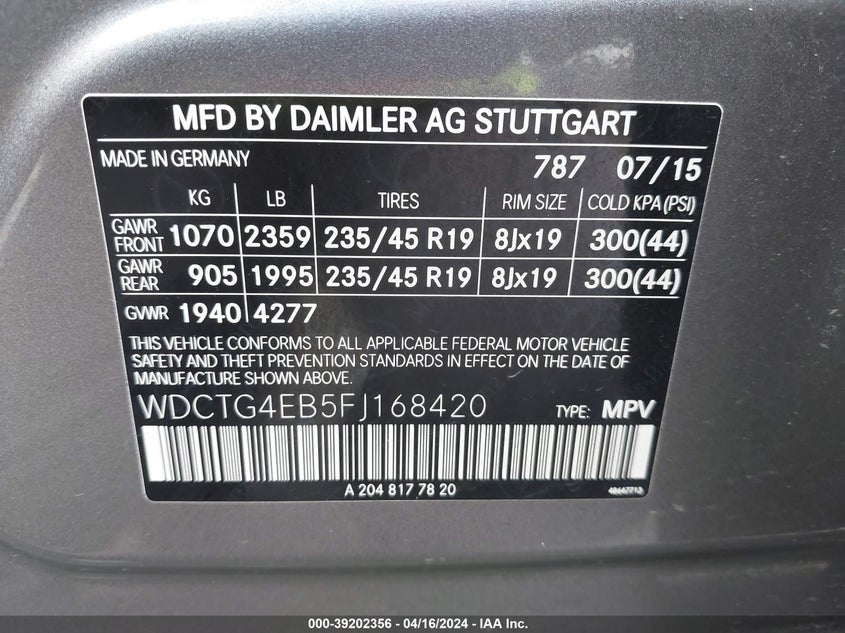 MFD BY DAIMLER AG STUTTGART
MADE IN GERMANY 787 07/15
KG LB TIRES RIM SIZE COLD KPA (PSI)
GAWR FRONT 1070 2359 235/45 R19 8Jx19 300(44)
GAWR REAR 905 1995 235/45 R19 8Jx19 300(44)
GVWR 1940 4277
THIS VEHICLE CONFORMS TO ALL APPLICABLE FEDERAL MOTOR VEHICLE
SAFETY AND THEFT PREVENTION STANDARDS IN EFFECT ON THE DATE OF
MANUFACTURE SHOWN ABOVE.
WDCTG4EB5FJ168420 TYPE: MPV
A 204 817 78 20
000-39202356 - 04/16/2024 - IAA Inc.